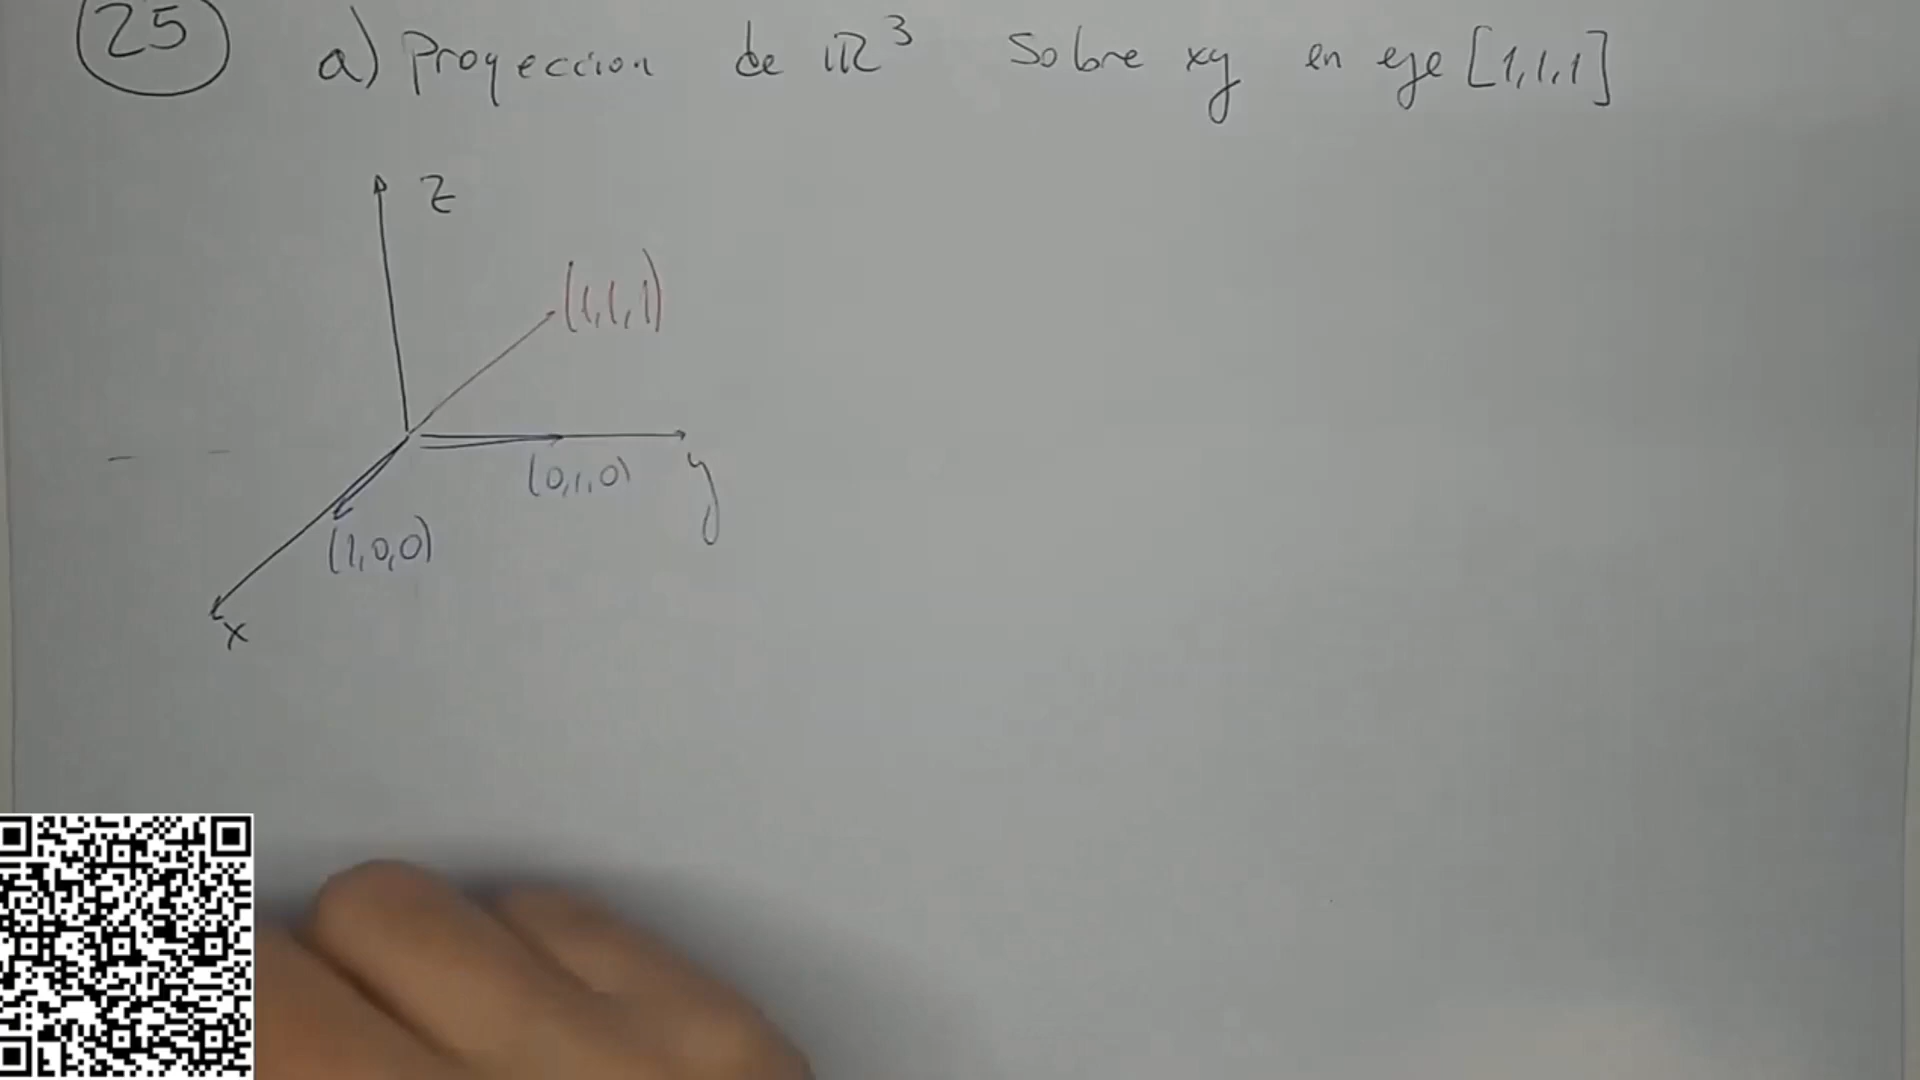 25 a) Proyeccion de ℝ³ Sobre xy en eje [1,1,1]
z
(1,1,1)
(0,1,0)
y
(1,0,0)
x